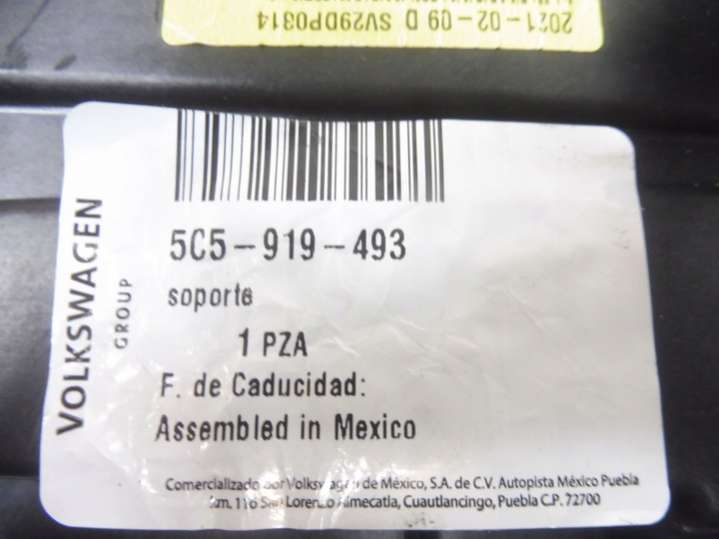 2021-02-09 D SV29DP0314
VOLKSWAGEN
GROUP
5C5-919-493
soporte
1 PZA
F. de Caducidad:
Assembled in Mexico
Comercializado por Volkswagen de México, S.A. de C.V. Autopista México Puebla
Km. 116 San Lorenzo Almecatla, Cuautlancingo, Puebla C.P. 72700